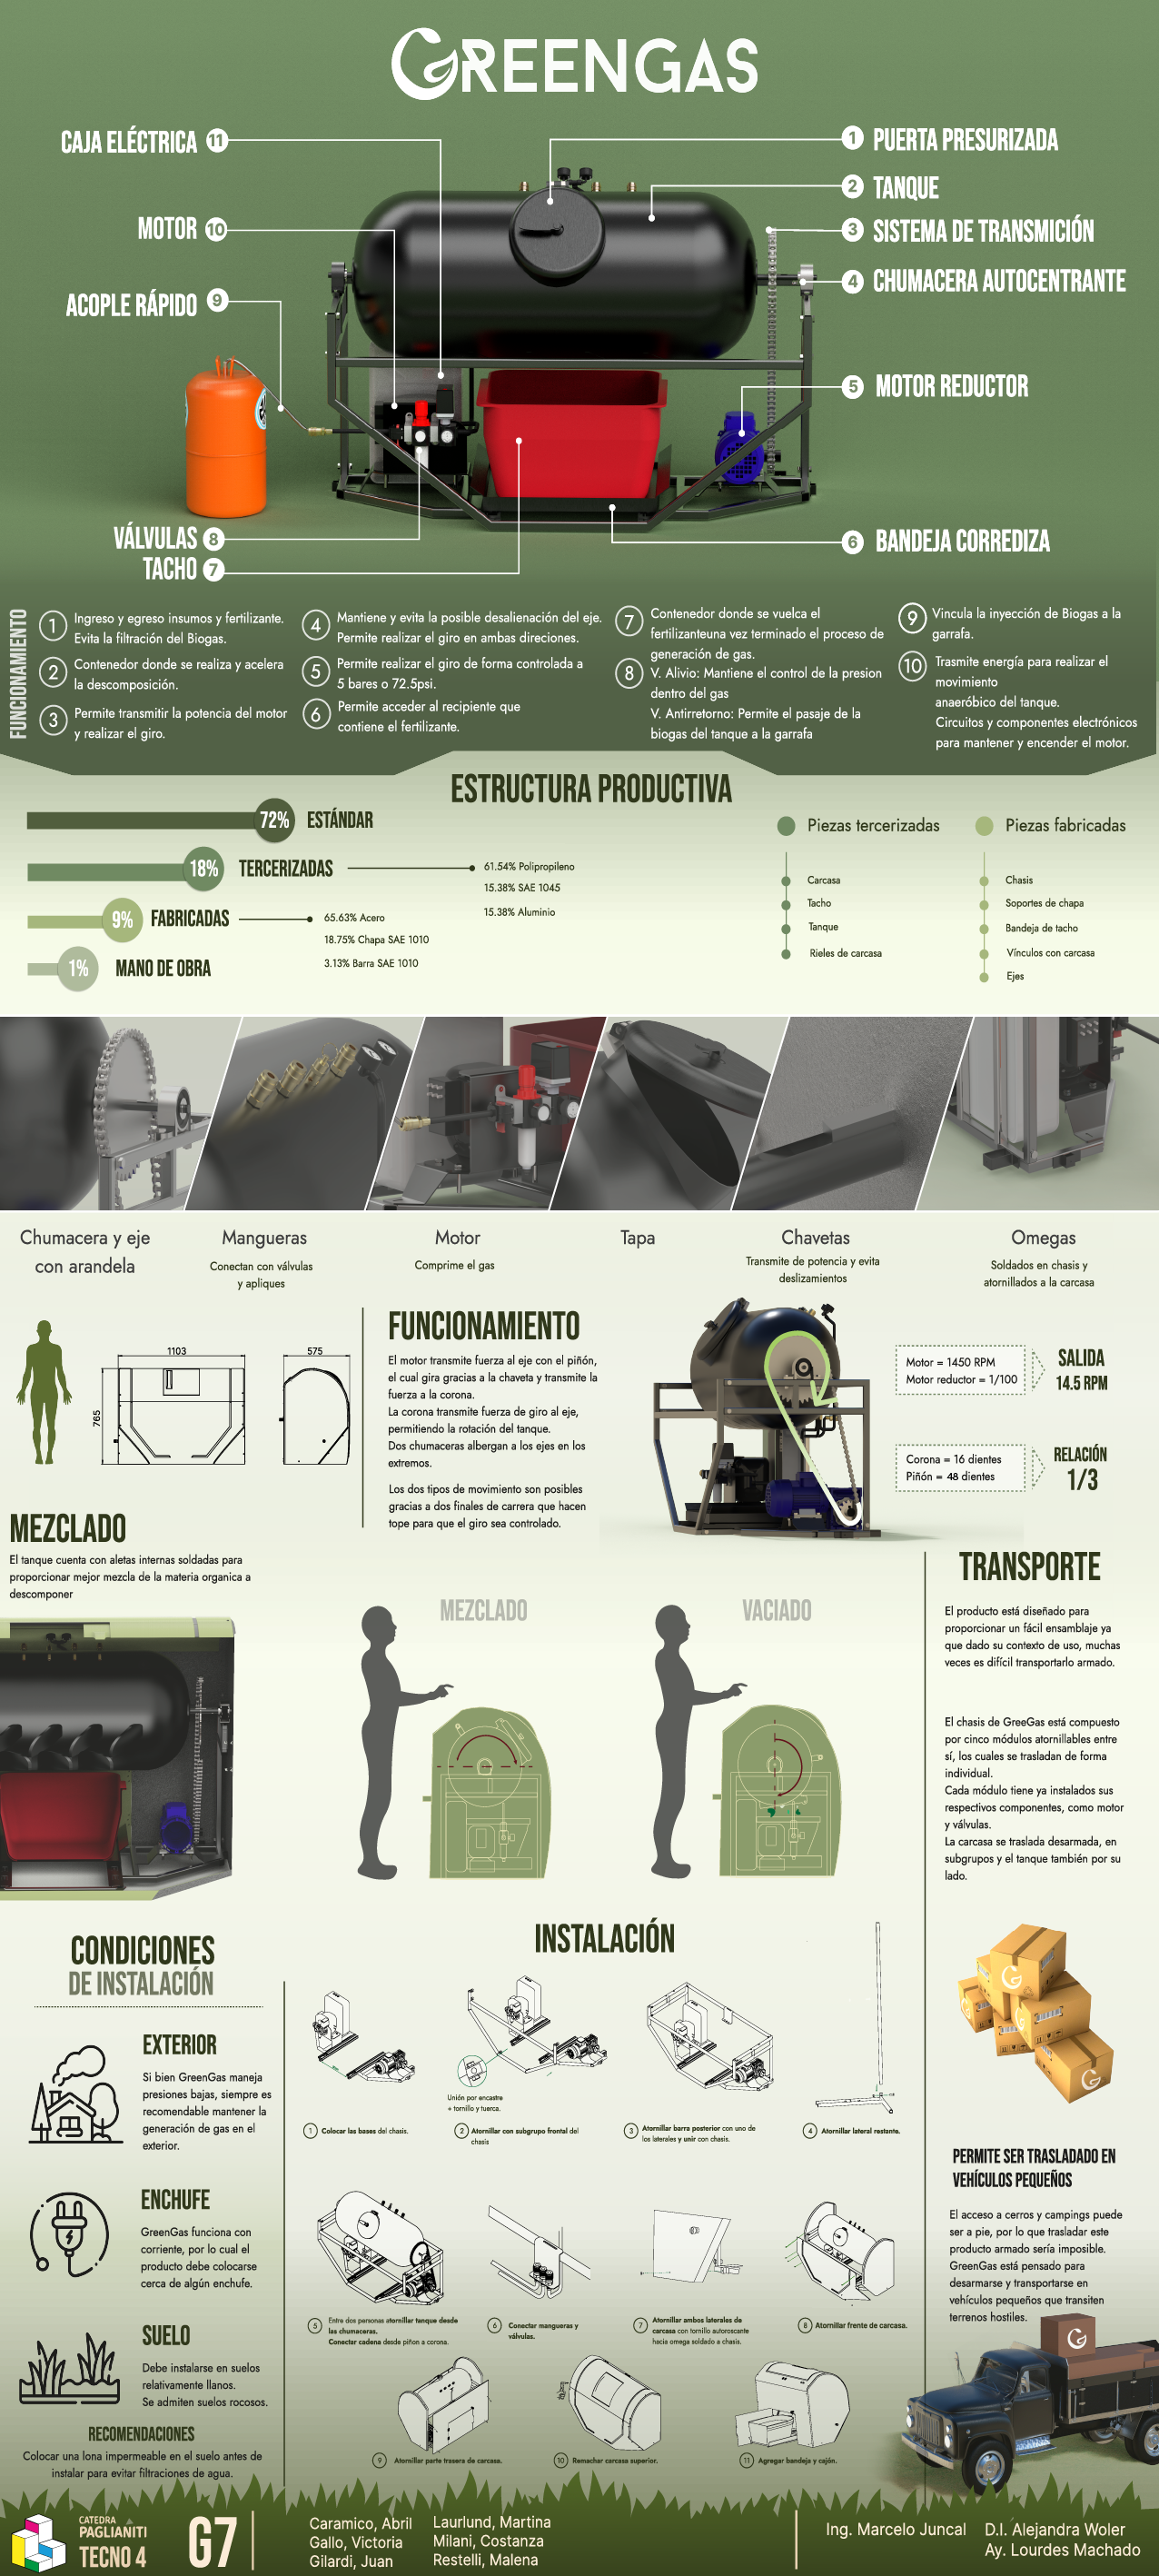 GREENGAS
CAJA ELÉCTRICA 11
MOTOR 10
ACOPLE RÁPIDO 9
1 PUERTA PRESURIZADA
2 TANQUE
3 SISTEMA DE TRANSMICIÓN
4 CHUMACERA AUTOCENTRANTE
5 MOTOR REDUCTOR
VÁLVULAS 8
TACHO 7
6 BANDEJA CORREDIZA
FUNCIONAMIENTO
1 Ingreso y egreso insumos y fertilizante.
Evita la filtración del Biogas.
2 Contenedor donde se realiza y acelera
la descomposición.
3 Permite transmitir la potencia del motor
y realizar el giro.
4 Mantiene y evita la posible desalienación del eje.
Permite realizar el giro en ambas direciones.
5 Permite realizar el giro de forma controlada a
5 bares o 72.5psi.
6 Permite acceder al recipiente que
contiene el fertilizante.
7 Contenedor donde se vuelca el
fertilizanteuna vez terminado el proceso de
generación de gas.
8 V. Alivio: Mantiene el control de la presion
dentro del gas
V. Antirretorno: Permite el pasaje de la
biogas del tanque a la garrafa
9 Vincula la inyección de Biogas a la
garrafa.
10 Trasmite energía para realizar el
movimiento
anaeróbico del tanque.
Circuitos y componentes electrónicos
para mantener y encender el motor.
ESTRUCTURA PRODUCTIVA
72% ESTÁNDAR
18% TERCERIZADAS
61.54% Polipropileno
15.38% SAE 1045
15.38% Aluminio
9% FABRICADAS
65.63% Acero
18.75% Chapa SAE 1010
3.13% Barra SAE 1010
1% MANO DE OBRA
Piezas tercerizadas
Carcasa
Tacho
Tanque
Rieles de carcasa
Piezas fabricadas
Chasis
Soportes de chapa
Bandeja de tacho
Vínculos con carcasa
Ejes
Chumacera y eje
con arandela
Mangueras
Conectan con válvulas
y apliques
Motor
Comprime el gas
Tapa
Chavetas
Transmite de potencia y evita
deslizamientos
Omegas
Soldados en chasis y
atornillados a la carcasa
1103
575
765
FUNCIONAMIENTO
El motor transmite fuerza al eje con el piñón,
el cual gira gracias a la chaveta y transmite la
fuerza a la corona.
La corona transmite fuerza de giro al eje,
permitiendo la rotación del tanque.
Dos chumaceras albergan a los ejes en los
extremos.
Los dos tipos de movimiento son posibles
gracias a dos finales de carrera que hacen
tope para que el giro sea controlado.
Motor = 1450 RPM
Motor reductor = 1/100
SALIDA
14.5 RPM
Corona = 16 dientes
Piñón = 48 dientes
RELACIÓN
1/3
MEZCLADO
El tanque cuenta con aletas internas soldadas para
proporcionar mejor mezcla de la materia organica a
descomponer
MEZCLADO
VACIADO
TRANSPORTE
El producto está diseñado para
proporcionar un fácil ensamblaje ya
que dado su contexto de uso, muchas
veces es difícil transportarlo armado.
El chasis de GreeGas está compuesto
por cinco módulos atornillables entre
sí, los cuales se trasladan de forma
individual.
Cada módulo tiene ya instalados sus
respectivos componentes, como motor
y válvulas.
La carcasa se traslada desarmada, en
subgrupos y el tanque también por su
lado.
CONDICIONES
DE INSTALACIÓN
EXTERIOR
Si bien GreenGas maneja
presiones bajas, siempre es
recomendable mantener la
generación de gas en el
exterior.
ENCHUFE
GreenGas funciona con
corriente, por lo cual el
producto debe colocarse
cerca de algún enchufe.
SUELO
Debe instalarse en suelos
relativamente llanos.
Se admiten suelos rocosos.
RECOMENDACIONES
Colocar una lona impermeable en el suelo antes de
instalar para evitar filtraciones de agua.
INSTALACIÓN
Unión por encastre
+ tornillo y tuerca.
1 Colocar las bases del chasis.
2 Atornillar con subgrupo frontal del
chasis
3 Atornillar barra posterior con uno de
los laterales y unir con chasis.
4 Atornillar lateral restante.
5 Entre dos personas atornillar tanque desde
las chumaceras.
Conectar cadena desde piñon a corona.
6 Conectar mangueras y
válvulas.
7 Atornillar ambos laterales de
carcasa con tornillo autoroscante
hacia omega soldado a chasis.
8 Atornillar frente de carcasa.
9 Atornillar parte trasera de carcasa.
10 Remachar carcasa superior.
11 Agregar bandeja y cajón.
PERMITE SER TRASLADADO EN
VEHÍCULOS PEQUEÑOS
El acceso a cerros y campings puede
ser a pie, por lo que trasladar este
producto armado sería imposible.
GreenGas está pensado para
desarmarse y transportarse en
vehículos pequeños que transiten
terrenos hostiles.
CATEDRA
PAGLIANITI
TECNO 4
G7
Caramico, Abril
Gallo, Victoria
Gilardi, Juan
Laurlund, Martina
Milani, Costanza
Restelli, Malena
Ing. Marcelo Juncal
D.I. Alejandra Woler
Ay. Lourdes Machado